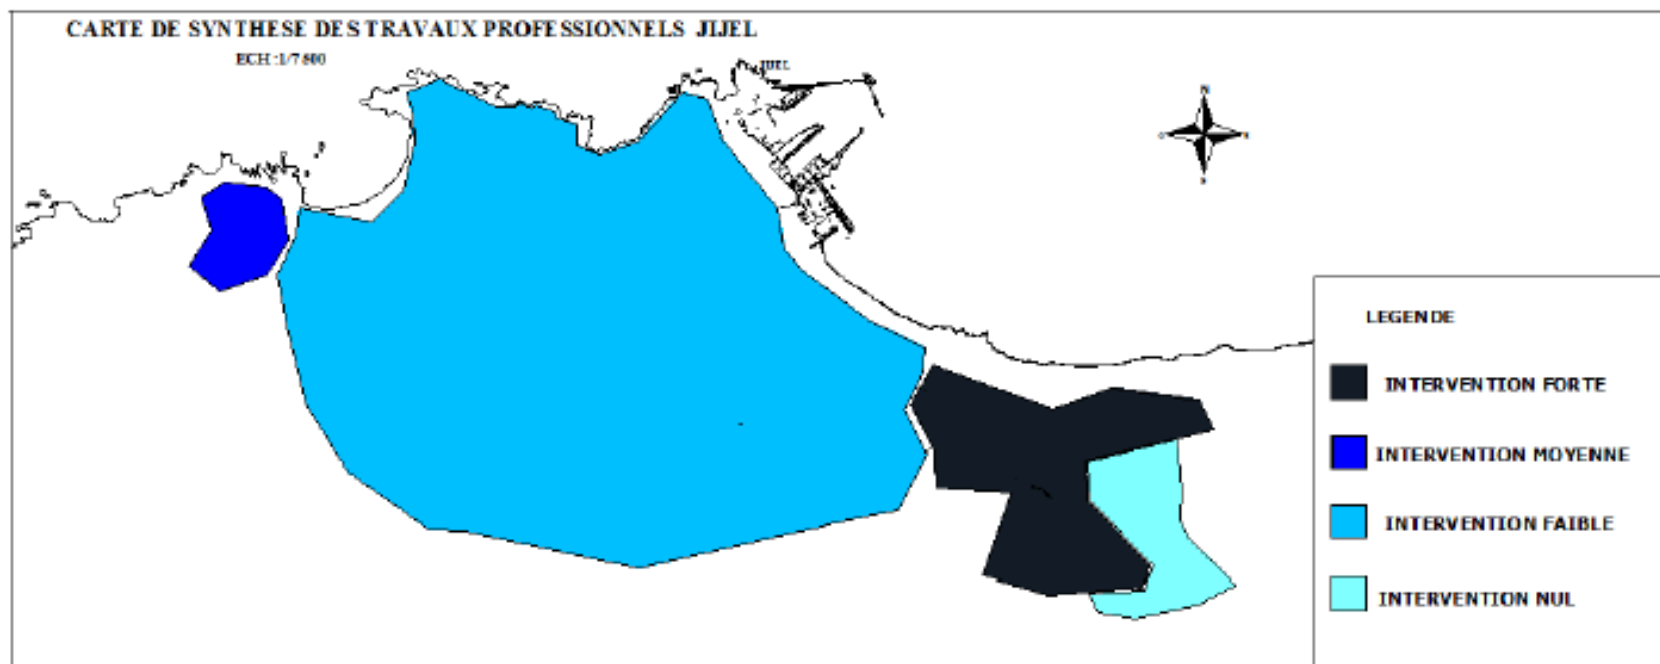 CARTE DE SYNTHESE DES TRAVAUX PROFESSIONNELS JIJEL
ECH :1/7 800
JIJEL
N
S
LEGENDE
INTERVENTION FORTE
INTERVENTION MOYENNE
INTERVENTION FAIBLE
INTERVENTION NUL